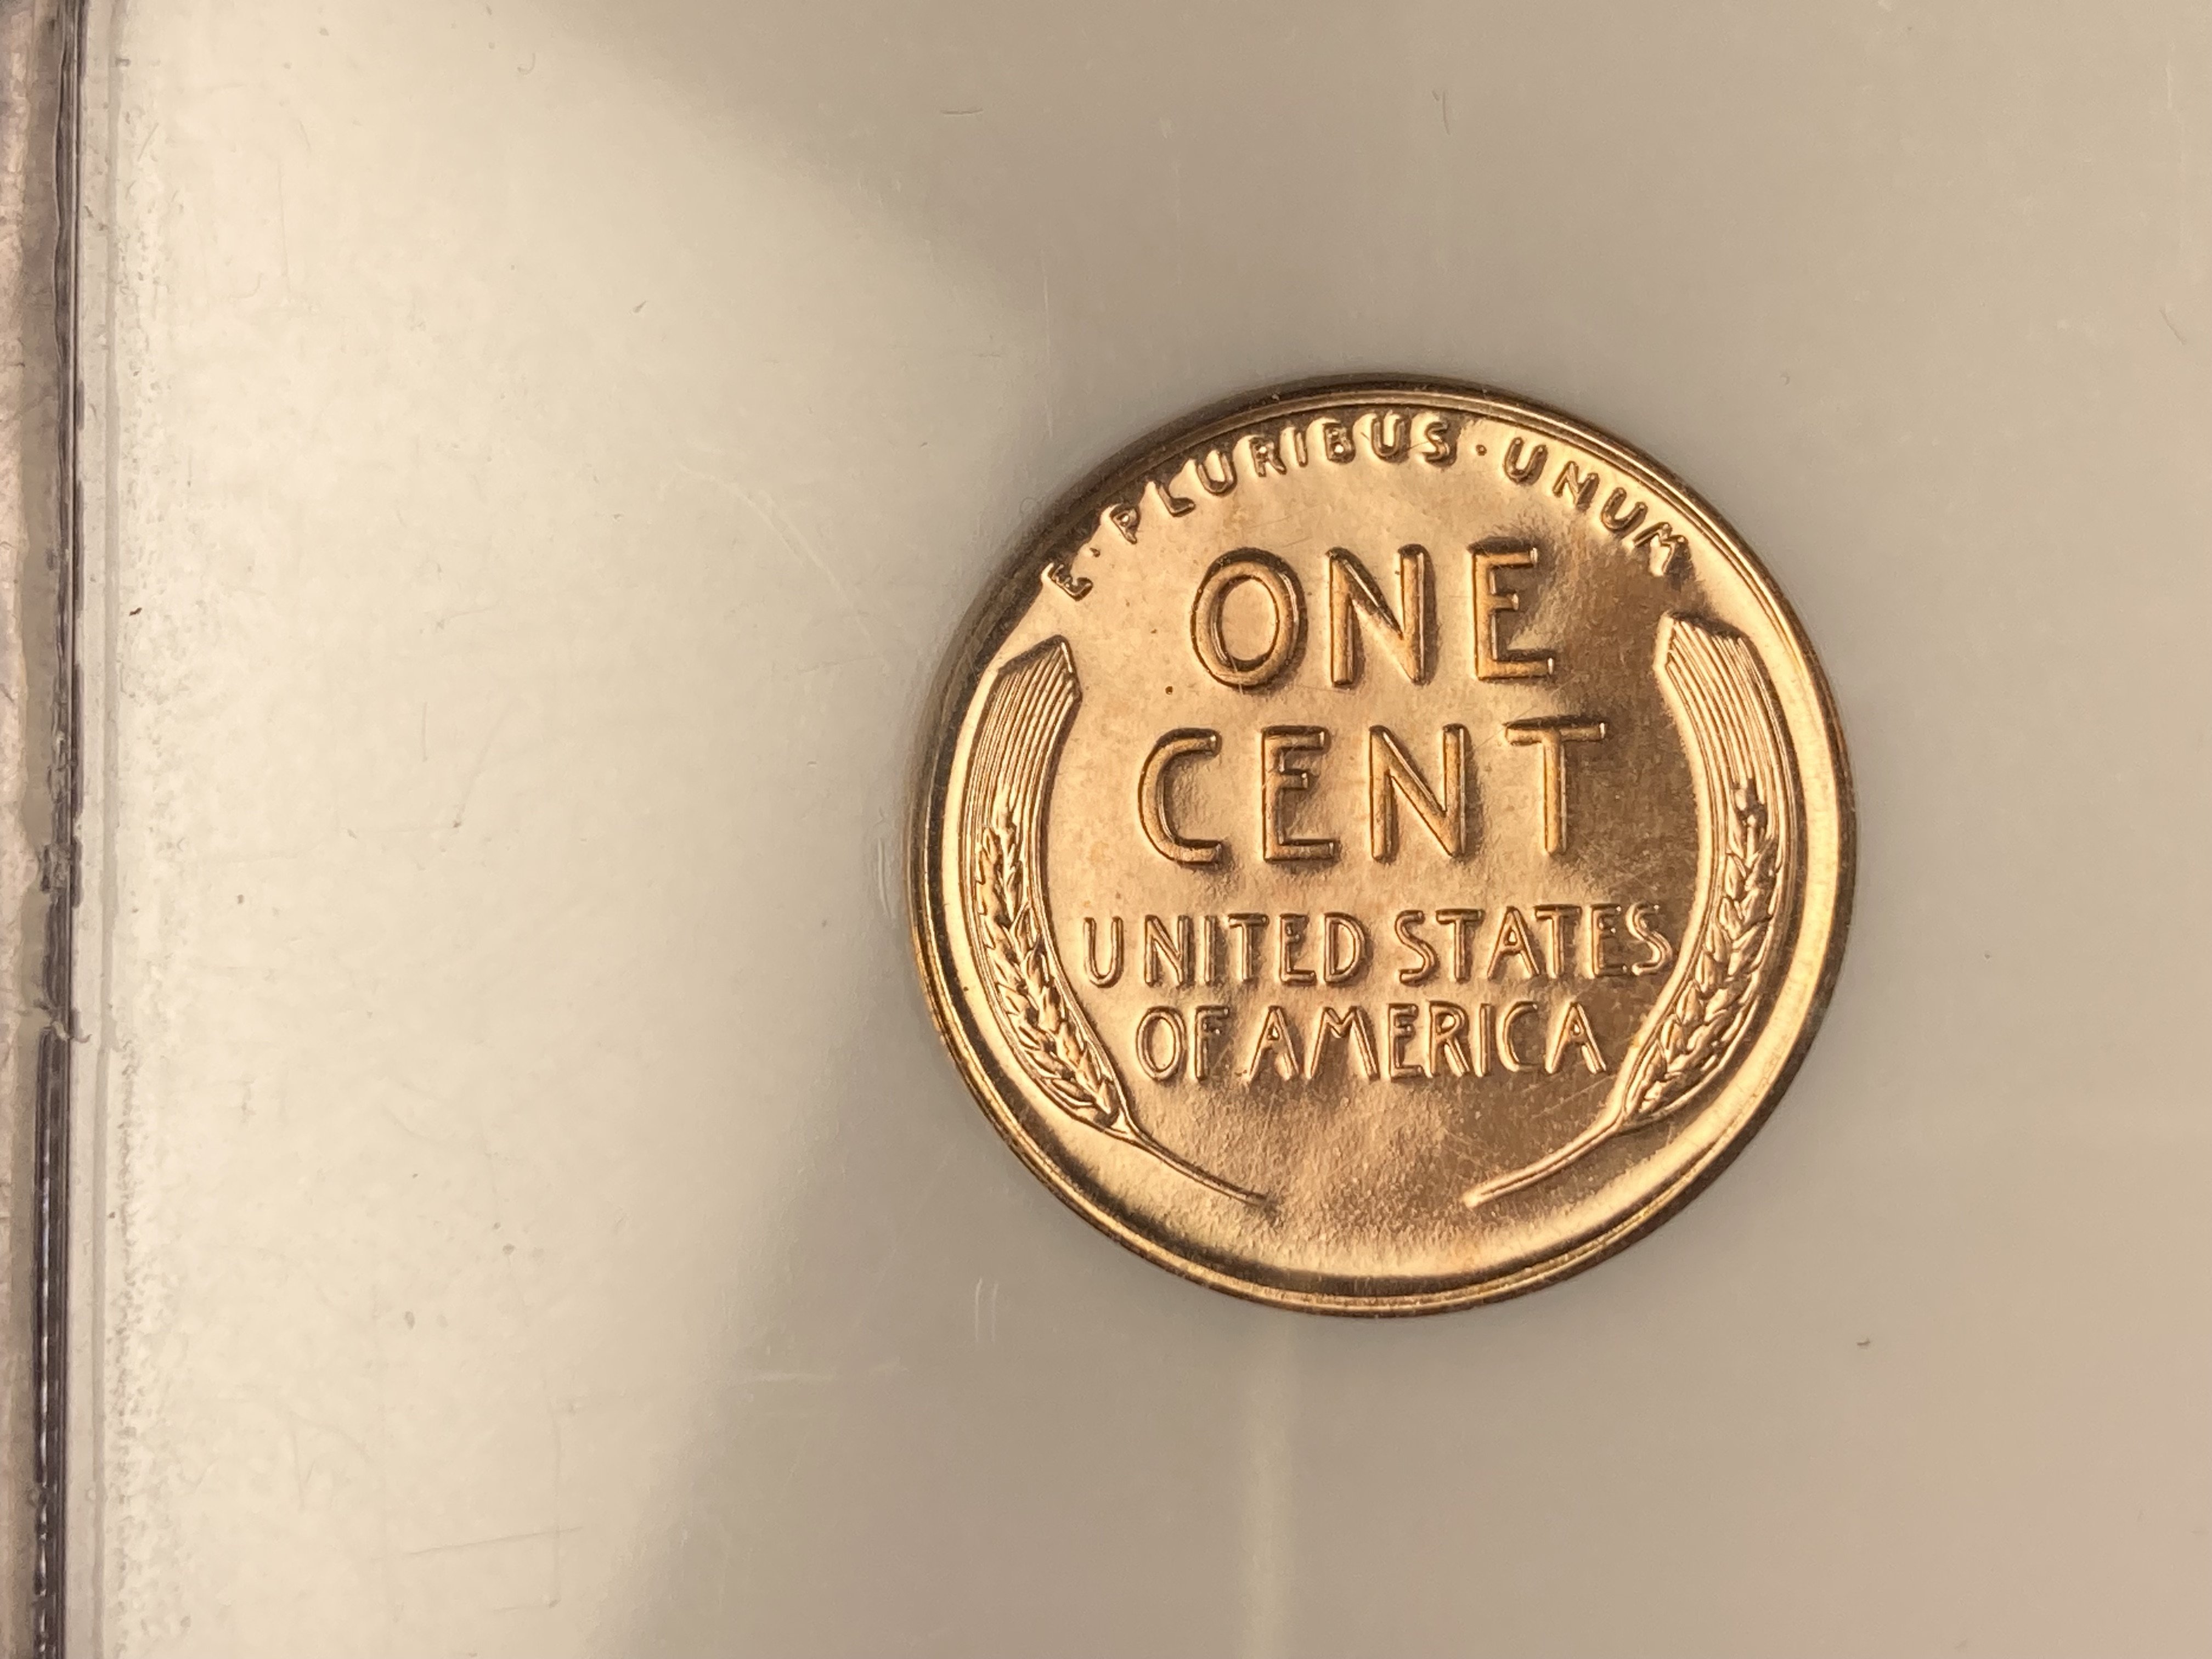 E·PLURIBUS·UNUM
ONE
CENT
UNITED STATES
OF AMERICA